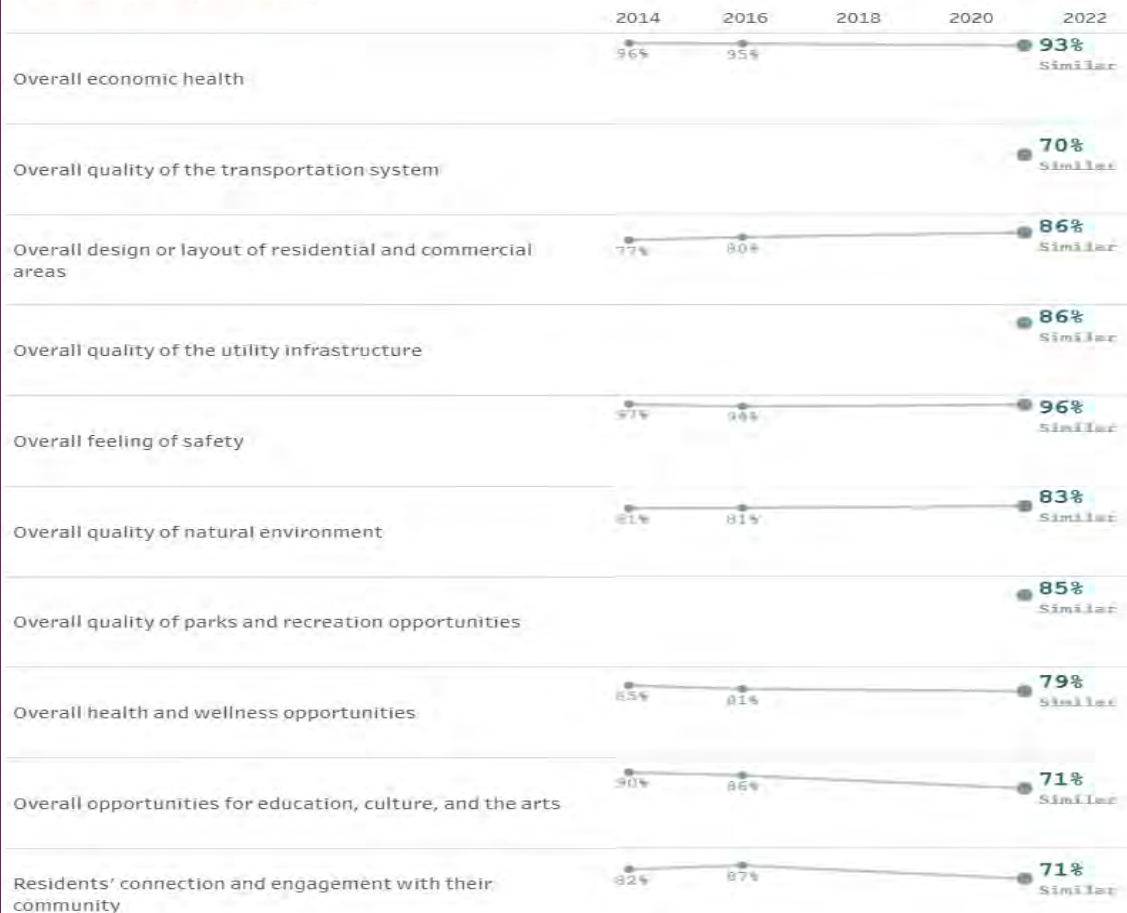 2014 2016 2018 2020 2022
96% 95% 93%
Similar
Overall economic health
70%
Similar
Overall quality of the transportation system
86%
Overall design or layout of residential and commercial
77% 80% Similar
areas
86%
Similar
Overall quality of the utility infrastructure
96%
97% Similar
Overall feeling of safety
83%
81% 81% Similar
Overall quality of natural environment
85%
Similar
Overall quality of parks and recreation opportunities
79%
85% 81% Similar
Overall health and wellness opportunities
71%
90% 86% Similar
Overall opportunities for education, culture, and the arts
71%
82% 87% Similar
Residents' connection and engagement with their
community